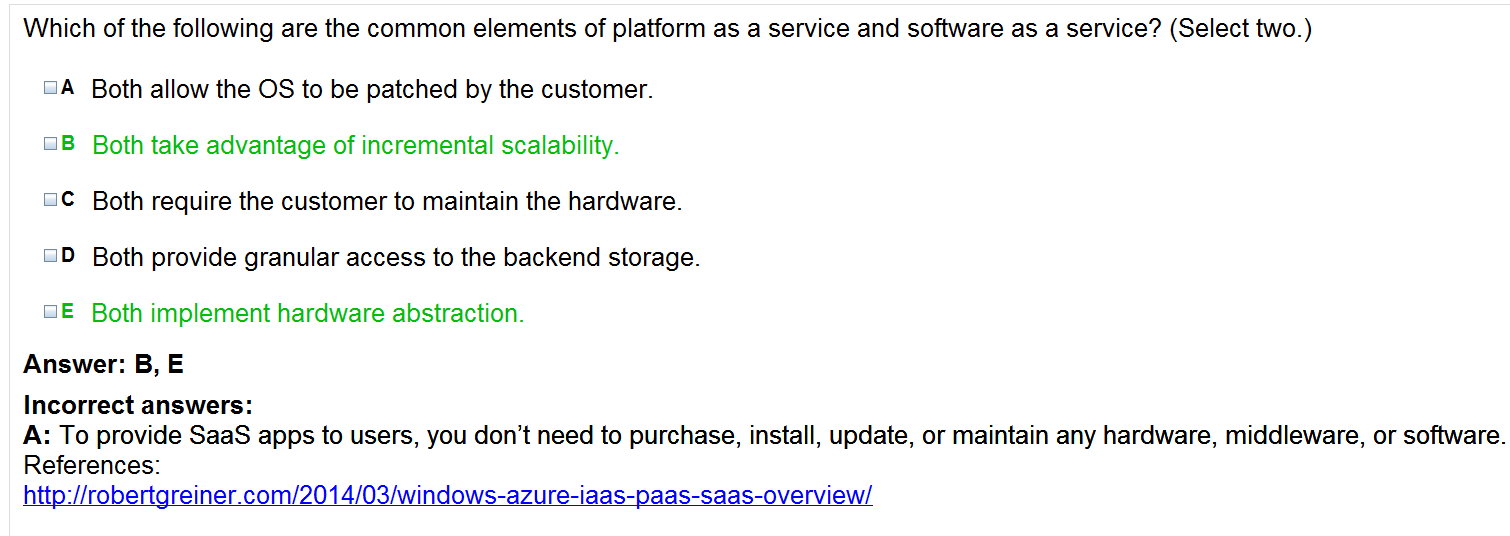 Which of the following are the common elements of platform as a service and software as a service? (Select two.)
A Both allow the OS to be patched by the customer.
B Both take advantage of incremental scalability.
C Both require the customer to maintain the hardware.
D Both provide granular access to the backend storage.
E Both implement hardware abstraction.
Answer: B, E
Incorrect answers:
A: To provide SaaS apps to users, you don’t need to purchase, install, update, or maintain any hardware, middleware, or software.
References:
http://robertgreiner.com/2014/03/windows-azure-iaas-paas-saas-overview/